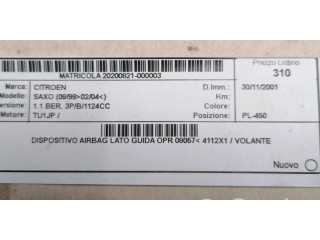 Prezzo Listino
MATRICOLA 20200821-000003
310
Marca: CITROEN D.Imm.: 30/11/2001
Modello: SAXO (09/99>02/04<) Km:
ersione: 1.1 BER. 3P/B/1124CC Colore:
Motore: TU1JP / Posizione: PL-450
DISPOSITIVO AIRBAG LATO GUIDA OPR 08057< 4112X1 / VOLANTE
Nuovo